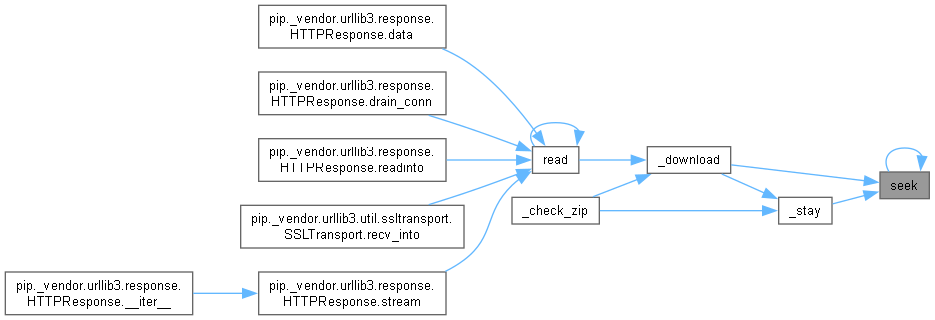 pip._vendor.urllib3.response.
HTTPResponse.data
pip._vendor.urllib3.response.
HTTPResponse.drain_conn
pip._vendor.urllib3.response.
HTTPResponse.readinto
pip._vendor.urllib3.util.ssltransport.
SSLTransport.recv_into
pip._vendor.urllib3.response.
HTTPResponse.__iter__
pip._vendor.urllib3.response.
HTTPResponse.stream
read
_check_zip
_download
_stay
seek